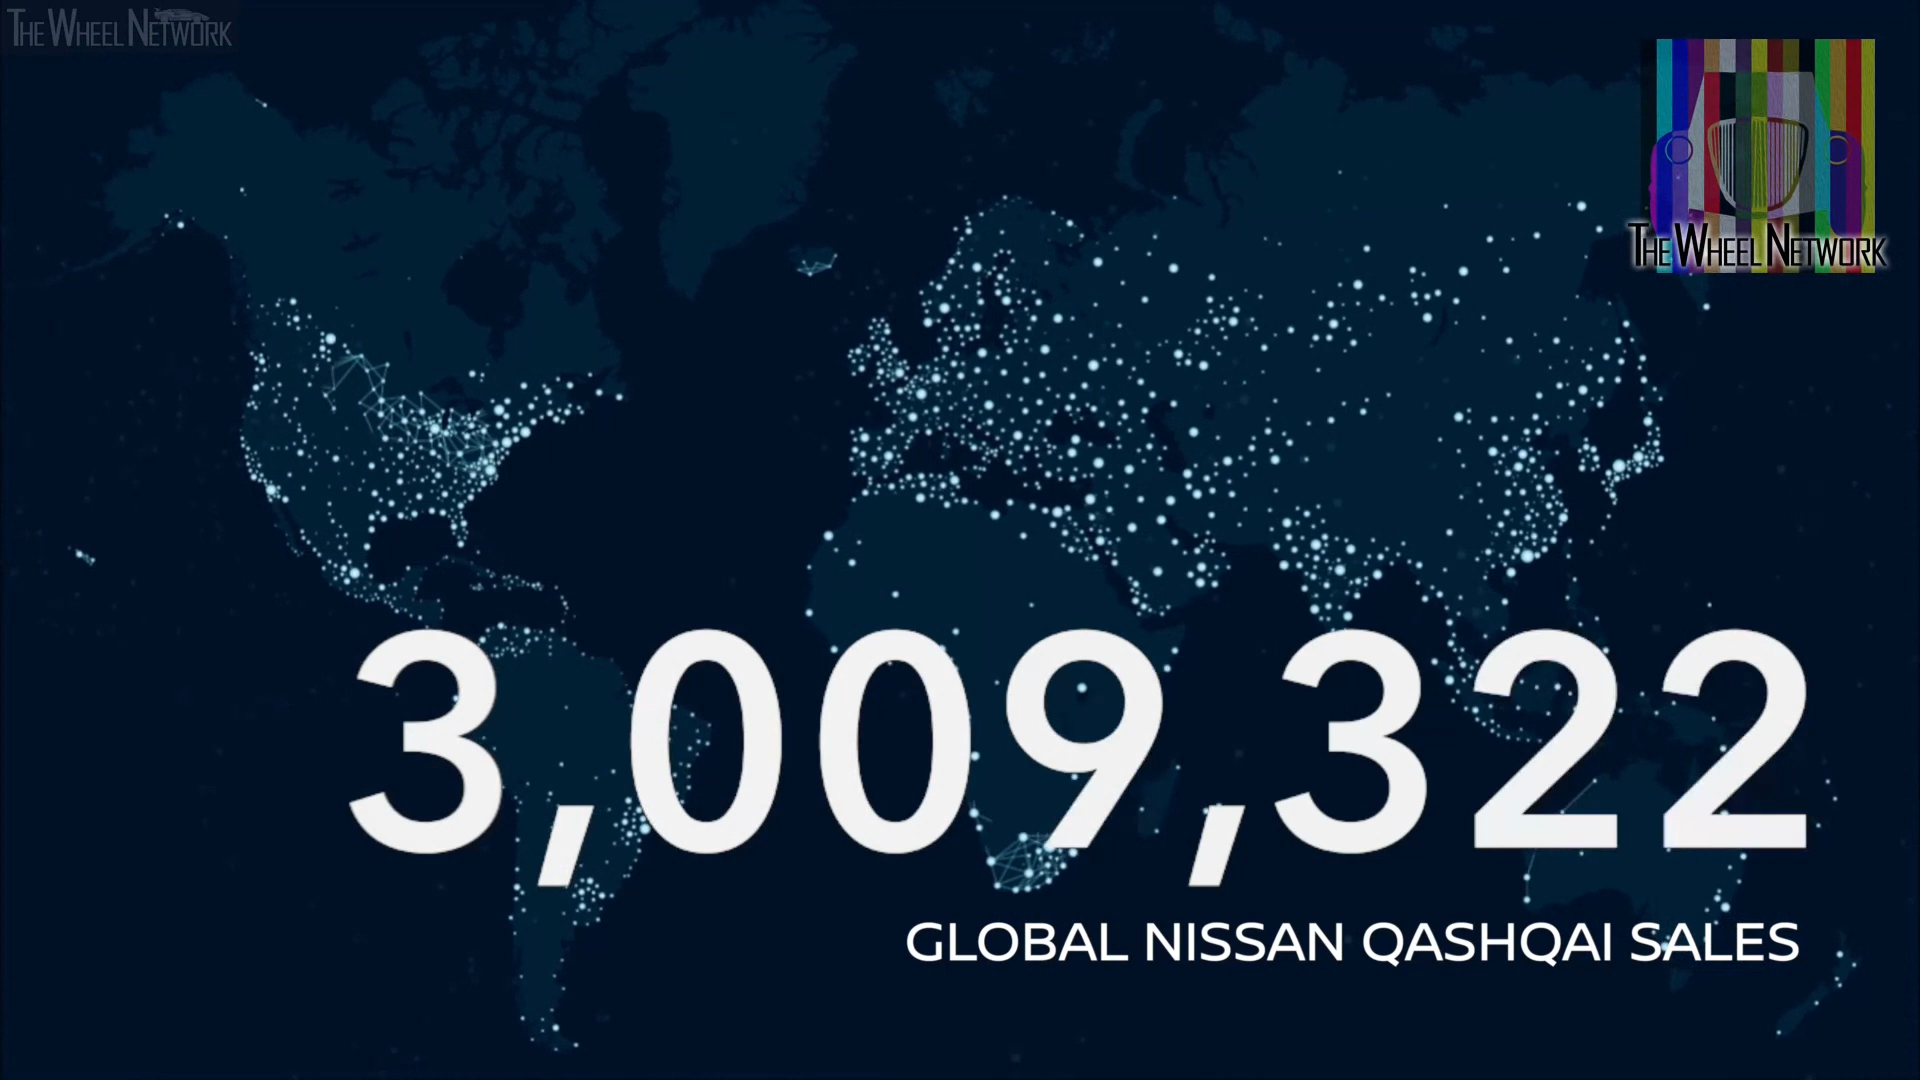 THE WHEEL NETWORK
THE WHEEL NETWORK
3,009,322
GLOBAL NISSAN QASHQAI SALES